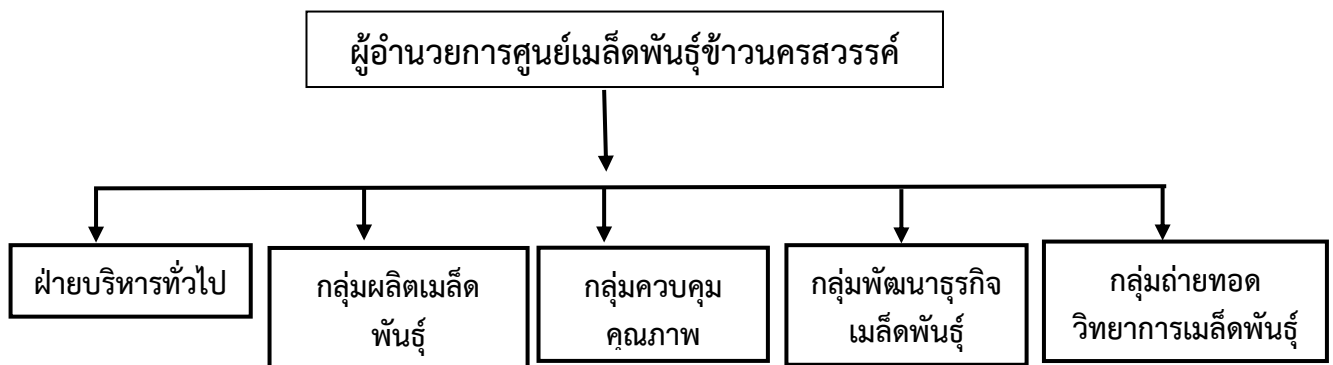 ผู้อำนวยการศูนย์เมล็ดพันธุ์ข้าวนครสวรรค์
ฝ่ายบริหารทั่วไป
กลุ่มผลิตเมล็ด
พันธุ์
กลุ่มควบคุม
คุณภาพ
กลุ่มพัฒนาธุรกิจ
เมล็ดพันธุ์
กลุ่มถ่ายทอด
วิทยาการเมล็ดพันธุ์